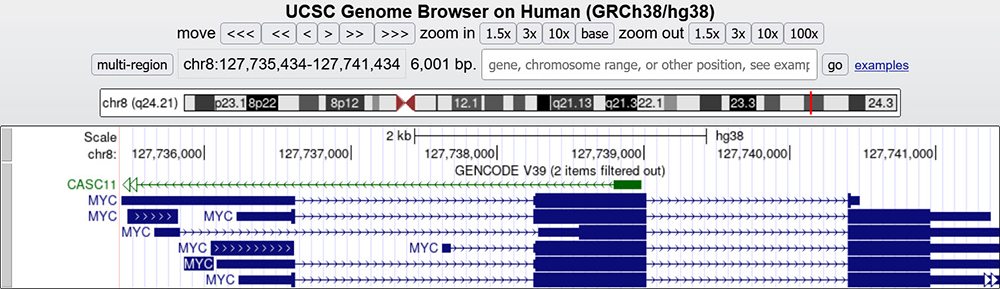 UCSC Genome Browser on Human (GRCh38/hg38)
move <<< << < > >> >>> zoom in 1.5x 3x 10x base zoom out 1.5x 3x 10x 100x
multi-region chr8:127,735,434-127,741,434 6,001 bp. gene, chromosome range, or other position, see examp go examples
chr8 (q24.21) p23.1 8p22 8p12 12.1 q21.13 q21.3 22.1 23.3 24.3
Scale 2 kb hg38
chr8: 127,736,000 127,737,000 127,738,000 127,739,000 127,740,000 127,741,000
GENCODE V39 (2 items filtered out)
CASC11
MYC
MYC MYC
MYC
MYC MYC
MYC
MYC